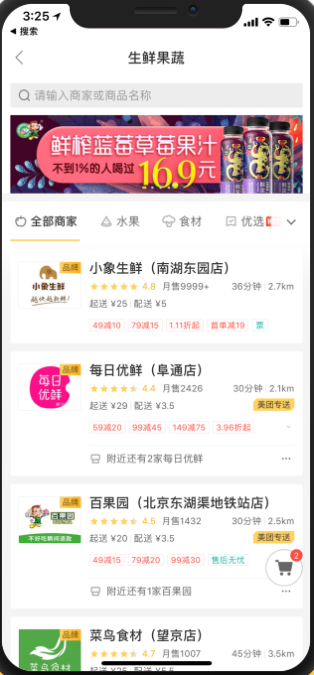 3:25
搜索
生鲜果蔬
请输入商家或商品名称
鲜榨蓝莓草莓果汁
不到1%的人喝过 16.9元
全部商家 水果 食材 优选
品牌
小象生鲜
小象生鲜（南湖东园店）
4.8 月售9999+ 36分钟 2.7km
起送 ¥25 配送 ¥5
49减10 79减15 1.11折起 首单减19 票
品牌
每日优鲜
每日优鲜（阜通店）
4.4 月售2426 30分钟 2.1km
起送 ¥29 配送 ¥3.5 美团专送
59减20 99减45 149减75 3.96折起
附近还有2家每日优鲜
品牌
百果园
不好吃瞬间退款
百果园（北京东湖渠地铁站店）
4.5 月售1432 30分钟 2.5km
起送 ¥20 配送 ¥3.5 美团专送
49减15 79减20 99减30 售后无忧
2
附近还有1家百果园
品牌
菜鸟食材
菜鸟食材（望京店）
4.7 月售1007 45分钟 3.5km